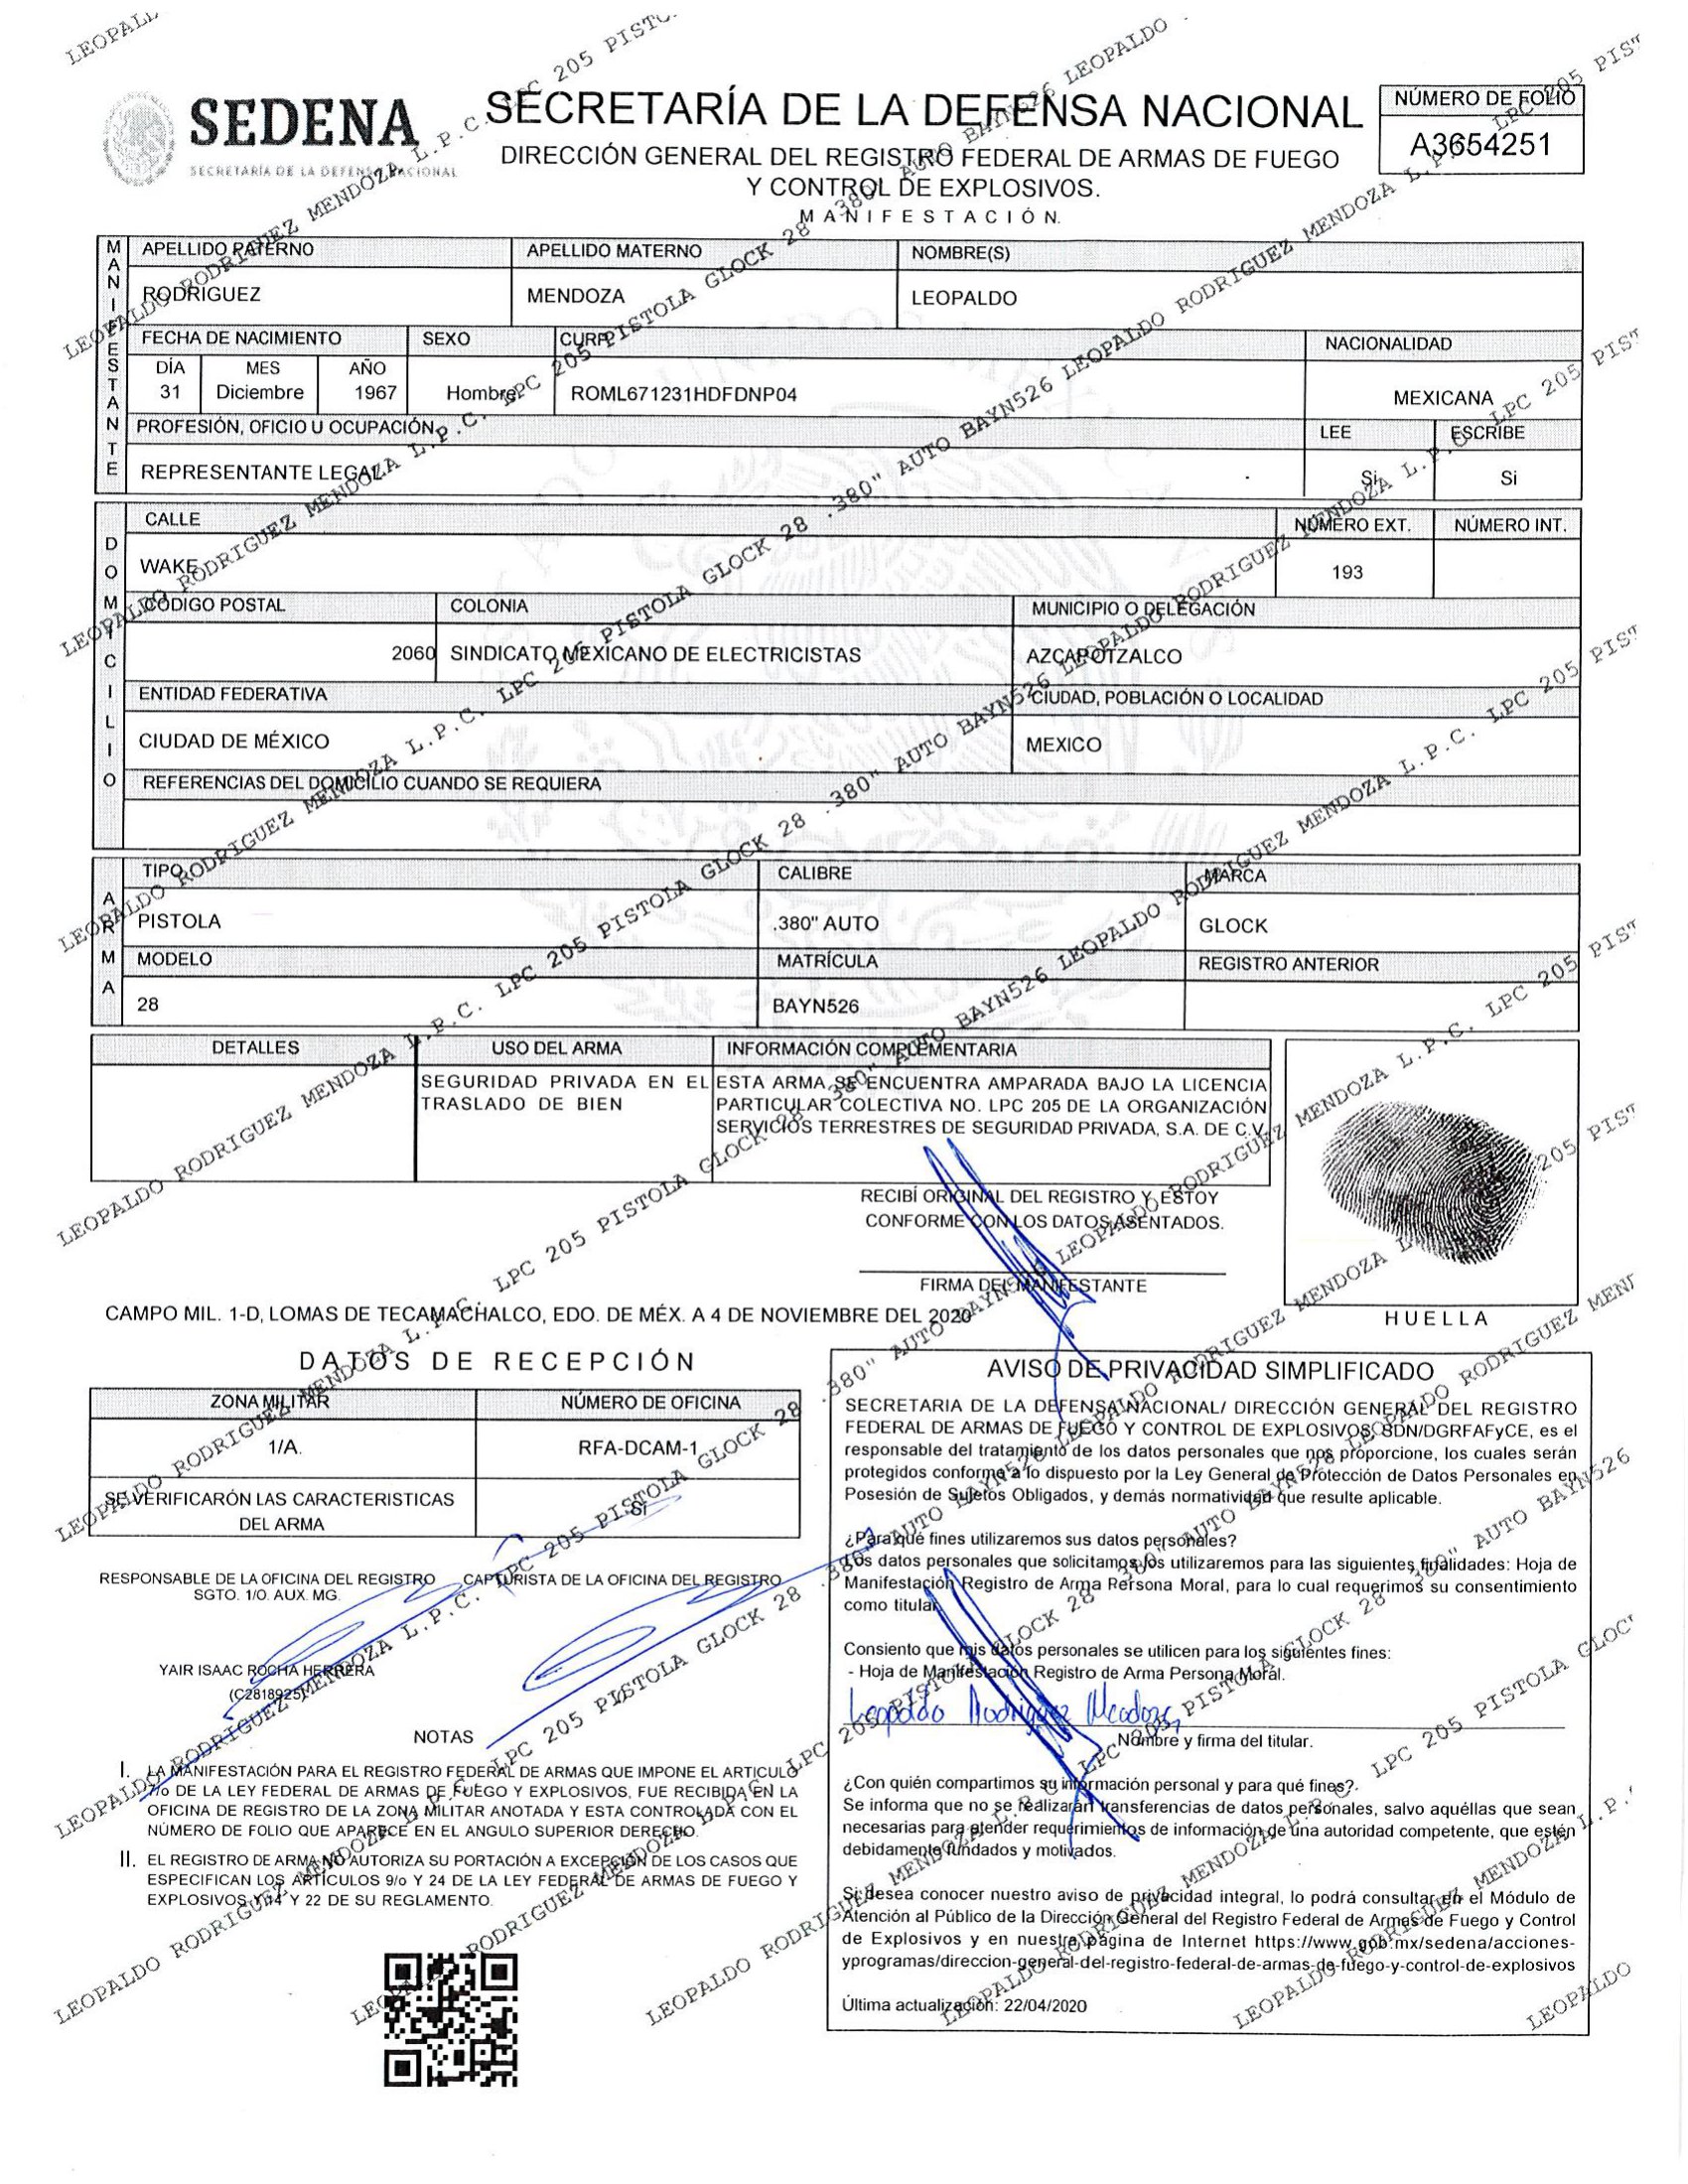 SEDENA
SECRETARÍA DE LA DEFENSA NACIONAL
SECRETARÍA DE LA DEFENSA NACIONAL
DIRECCIÓN GENERAL DEL REGISTRO FEDERAL DE ARMAS DE FUEGO
Y CONTROL DE EXPLOSIVOS.
MANIFESTACIÓN.
NÚMERO DE FOLIO
A3654251
MANIFESTANTE
APELLIDO PATERNO APELLIDO MATERNO NOMBRE(S)
RODRIGUEZ MENDOZA LEOPALDO
FECHA DE NACIMIENTO SEXO CURP NACIONALIDAD
DÍA MES AÑO
31 Diciembre 1967 Hombre ROML671231HDFDNP04 MEXICANA
PROFESIÓN, OFICIO U OCUPACIÓN LEE ESCRIBE
REPRESENTANTE LEGAL Si Si
DOMICILIO
CALLE NÚMERO EXT. NÚMERO INT.
WAKE 193
CÓDIGO POSTAL COLONIA MUNICIPIO O DELEGACIÓN
2060 SINDICATO MEXICANO DE ELECTRICISTAS AZCAPOTZALCO
ENTIDAD FEDERATIVA CIUDAD, POBLACIÓN O LOCALIDAD
CIUDAD DE MÉXICO MEXICO
REFERENCIAS DEL DOMICILIO CUANDO SE REQUIERA
ARMA
TIPO CALIBRE MARCA
PISTOLA .380" AUTO GLOCK
MODELO MATRÍCULA REGISTRO ANTERIOR
28 BAYN526
DETALLES USO DEL ARMA INFORMACIÓN COMPLEMENTARIA
SEGURIDAD PRIVADA EN EL TRASLADO DE BIEN
ESTA ARMA SE ENCUENTRA AMPARADA BAJO LA LICENCIA
PARTICULAR COLECTIVA NO. LPC 205 DE LA ORGANIZACIÓN
SERVICIOS TERRESTRES DE SEGURIDAD PRIVADA, S.A. DE C.V.
RECIBÍ ORIGINAL DEL REGISTRO Y ESTOY
CONFORME CON LOS DATOS ASENTADOS.
FIRMA DEL MANIFESTANTE
HUELLA
CAMPO MIL. 1-D, LOMAS DE TECAMACHALCO, EDO. DE MÉX. A 4 DE NOVIEMBRE DEL 2020
DATOS DE RECEPCIÓN
ZONA MILITAR NÚMERO DE OFICINA
1/A. RFA-DCAM-1
SE VERIFICARÓN LAS CARACTERISTICAS
DEL ARMA
SI
RESPONSABLE DE LA OFICINA DEL REGISTRO CAPTURISTA DE LA OFICINA DEL REGISTRO
SGTO. 1/O. AUX. MG.
YAIR ISAAC ROCHA HERRERA
(C2818925)
NOTAS
I. LA MANIFESTACIÓN PARA EL REGISTRO FEDERAL DE ARMAS QUE IMPONE EL ARTICULO
7/o DE LA LEY FEDERAL DE ARMAS DE FUEGO Y EXPLOSIVOS, FUE RECIBIDA EN LA
OFICINA DE REGISTRO DE LA ZONA MILITAR ANOTADA Y ESTA CONTROLADA CON EL
NÚMERO DE FOLIO QUE APARECE EN EL ANGULO SUPERIOR DERECHO.
II. EL REGISTRO DE ARMA NO AUTORIZA SU PORTACIÓN A EXCEPCIÓN DE LOS CASOS QUE
ESPECIFICAN LOS ARTÍCULOS 9/o Y 24 DE LA LEY FEDERAL DE ARMAS DE FUEGO Y
EXPLOSIVOS Y 14 Y 22 DE SU REGLAMENTO.
AVISO DE PRIVACIDAD SIMPLIFICADO
SECRETARIA DE LA DEFENSA NACIONAL/ DIRECCIÓN GENERAL DEL REGISTRO
FEDERAL DE ARMAS DE FUEGO Y CONTROL DE EXPLOSIVOS, SDN/DGRFAFyCE, es el
responsable del tratamiento de los datos personales que nos proporcione, los cuales serán
protegidos conforme a lo dispuesto por la Ley General de Protección de Datos Personales en
Posesión de Sujetos Obligados, y demás normatividad que resulte aplicable.
¿Para qué fines utilizaremos sus datos personales?
Los datos personales que solicitamos los utilizaremos para las siguientes finalidades: Hoja de
Manifestación Registro de Arma Persona Moral, para lo cual requerimos su consentimiento
como titular.
Consiento que mis datos personales se utilicen para los siguientes fines:
- Hoja de Manifestación Registro de Arma Persona Moral.
Leopaldo Rodriguez Mendoza
Nombre y firma del titular.
¿Con quién compartimos su información personal y para qué fines?.
Se informa que no se realizarán transferencias de datos personales, salvo aquéllas que sean
necesarias para atender requerimientos de información de una autoridad competente, que estén
debidamente fundados y motivados.
Si desea conocer nuestro aviso de privacidad integral, lo podrá consultar en el Módulo de
Atención al Público de la Dirección General del Registro Federal de Armas de Fuego y Control
de Explosivos y en nuestra página de Internet https://www.gob.mx/sedena/acciones-
yprogramas/direccion-general-del-registro-federal-de-armas-de-fuego-y-control-de-explosivos
Última actualización: 22/04/2020
LEOPALDO RODRIGUEZ MENDOZA L.P.C. LPC 205 PISTOLA GLOCK 28 .380" AUTO BAYN526